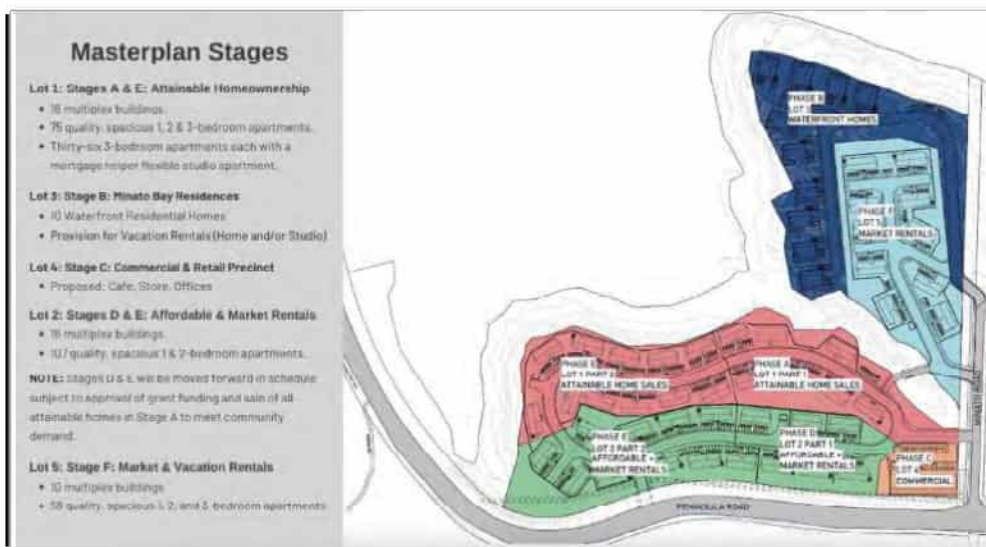 Masterplan Stages
Lot 1: Stages A & E: Attainable Homeownership
multiplex buildings.
quality, spacious 1, 2 & 3-bedroom apartments.
Thirty-six 3-bedroom apartments each with a
mortgage helper flexible studio apartment.
Lot 3: Stage B: Minato Bay Residences
10 Waterfront Residential Homes
Provision for Vacation Rentals (Home and/or Studio)
Lot 4: Stage C: Commercial & Retail Precinct
Proposed: Cafe, Store, Offices
Lot 2: Stages D & E: Affordable & Market Rentals
multiplex buildings.
107 quality, spacious 1 & 2-bedroom apartments.
NOTE: Stages D & E will be moved forward in schedule
subject to approval of grant funding and sale of all
attainable homes in Stage A to meet community
demand.
Lot 5: Stage F: Market & Vacation Rentals
10 multiplex buildings
quality, spacious 1, 2, and 3-bedroom apartments
PHASE B
LOT 3
WATERFRONT HOMES
PHASE F
LOT 5
MARKET RENTALS
PHASE E
LOT 1 PART 2
ATTAINABLE HOME SALES
PHASE A
LOT 1 PART 1
ATTAINABLE HOME SALES
PHASE E
PART 2
AFFORDABLE +
MARKET RENTALS
PHASE D
LOT 2 PART 1
AFFORDABLE +
MARKET RENTALS
PHASE C
LOT 4
COMMERCIAL
PENINSULA ROAD